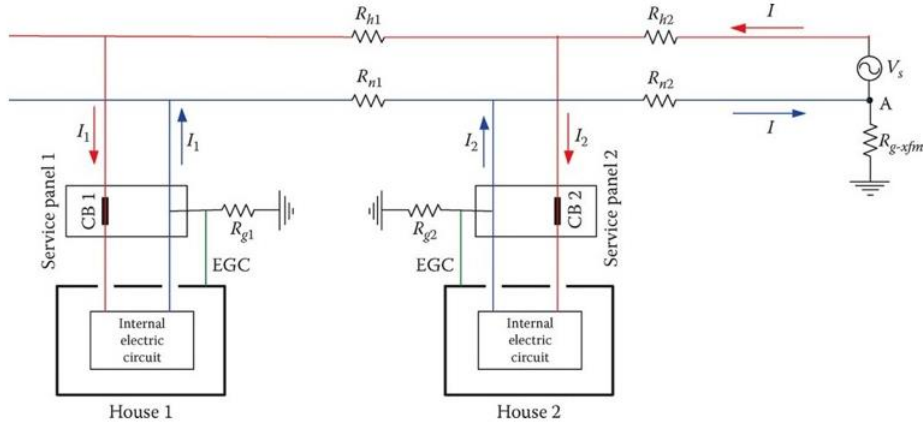 R_h1
R_h2
I
R_n1
R_n2
V_s
A
I
I_1
I_1
I_2
I_2
R_g-xfm
Service panel 1
CB 1
R_g1
R_g2
CB 2
Service panel 2
EGC
EGC
Internal
electric
circuit
Internal
electric
circuit
House 1
House 2